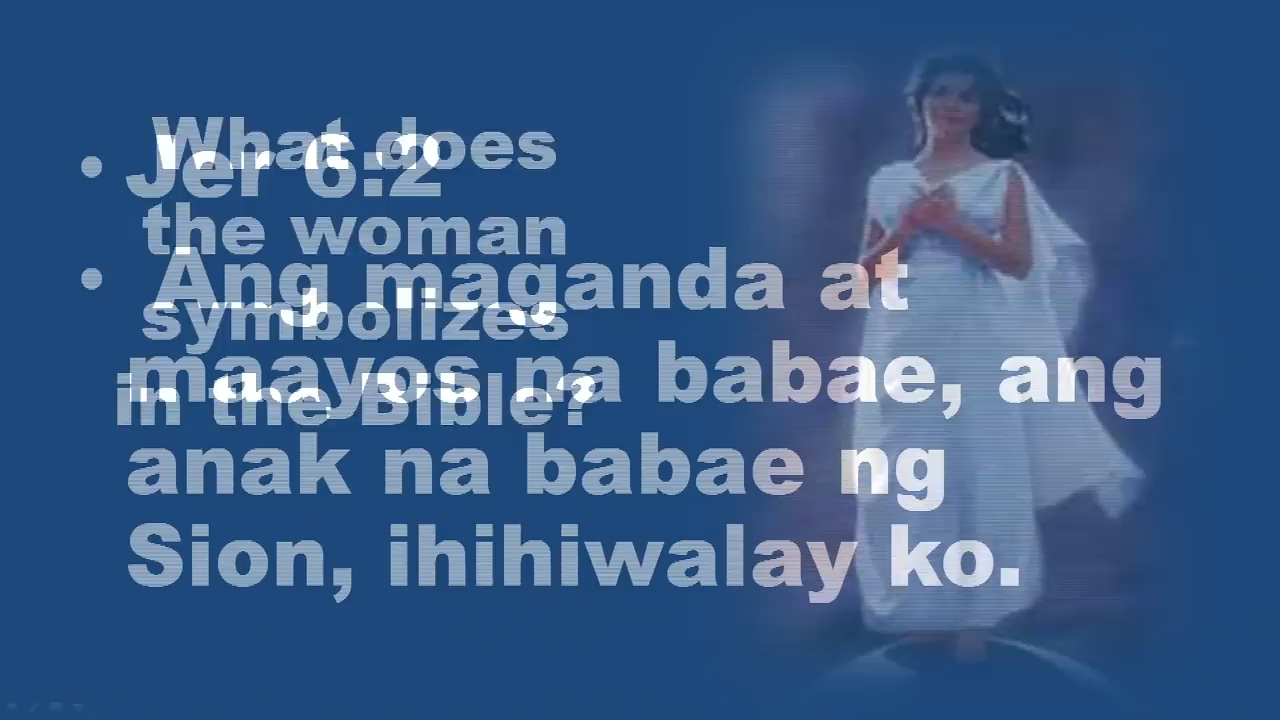 What does
the woman
symbolizes
in the Bible?
• Jer 6:2
• Ang maganda at
maayos na babae, ang
anak na babae ng
Sion, ihihiwalay ko.